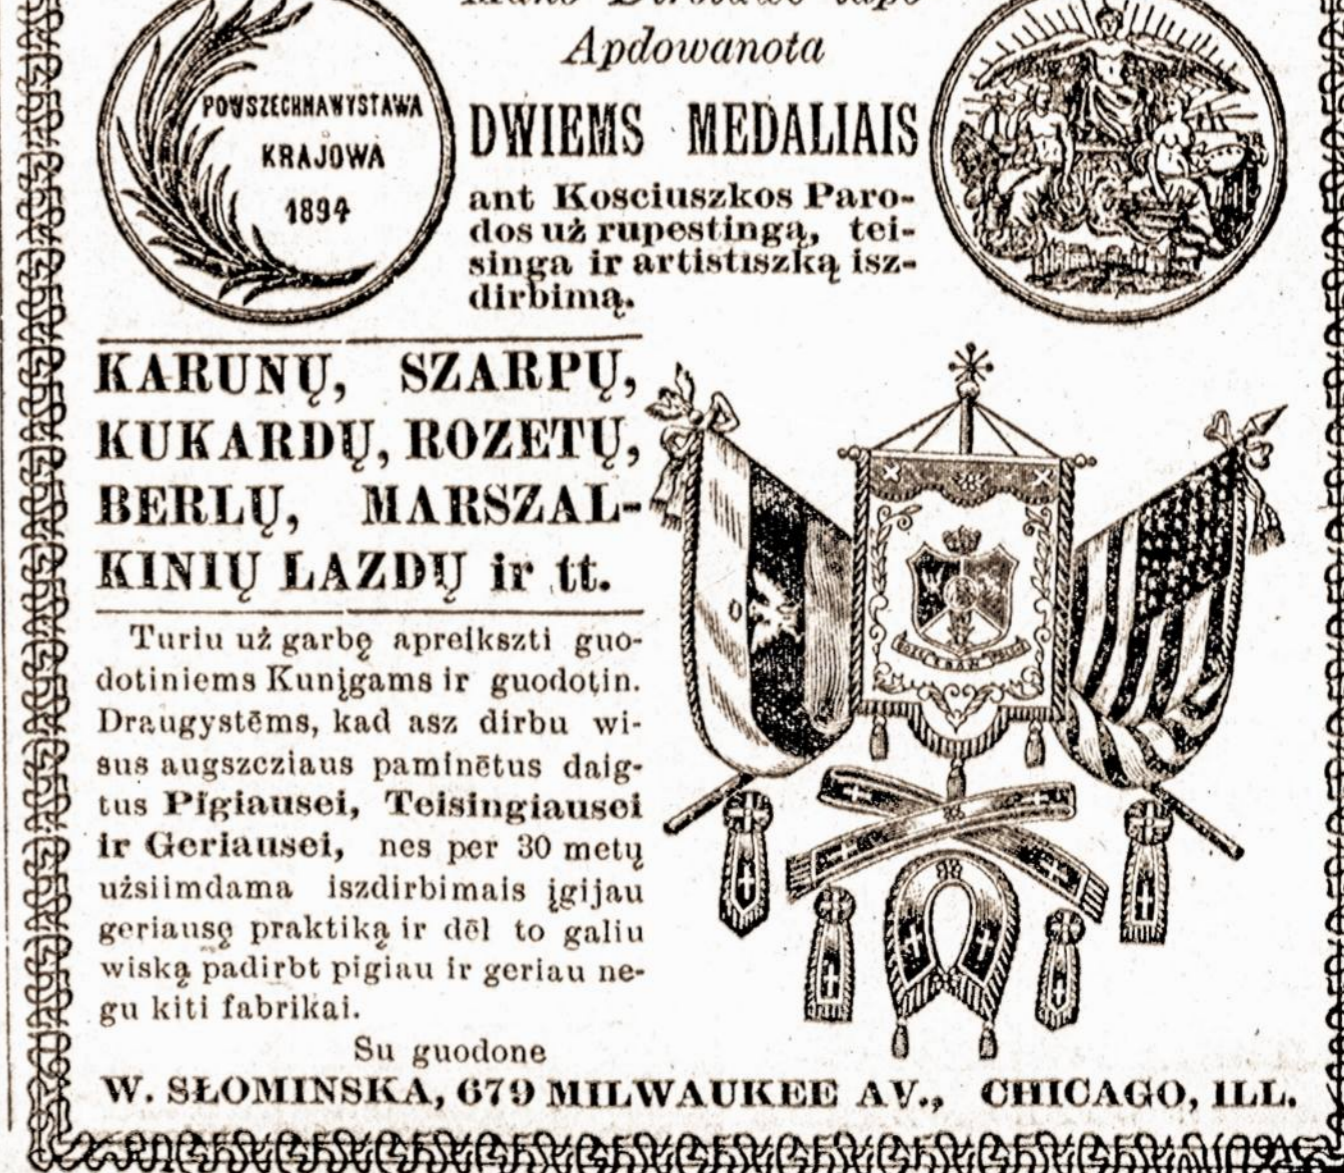 Apdowanota
POWSZECHNA WYSTAWA
KRAJOWA
1894
DWIEMS MEDALIAIS
ant Kosciuszkos Paro-
dos už rupestingą, tei-
singa ir artistiszką isz-
dirbimą.
KARUNŲ, SZARPŲ,
KUKARDŲ, ROZETŲ,
BERLŲ, MARSZAL-
KINIŲ ŁAZDŲ ir tt.
Turiu už garbę apreikszti guo-
dotiniems Kunįgams ir guodotin.
Draugystēms, kad asz dirbu wi-
sus augszcziaus paminētus daig-
tus Pigiausei, Teisingiausei
ir Geriausei, nes per 30 metų
užsiimdama iszdirbimais įgijau
geriausę praktiką ir dēl to galiu
wiską padirbt pigiau ir geriau ne-
gu kiti fabrikai.
Su guodone
W. SŁOMINSKA, 679 MILWAUKEE AV., CHICAGO, ILL.